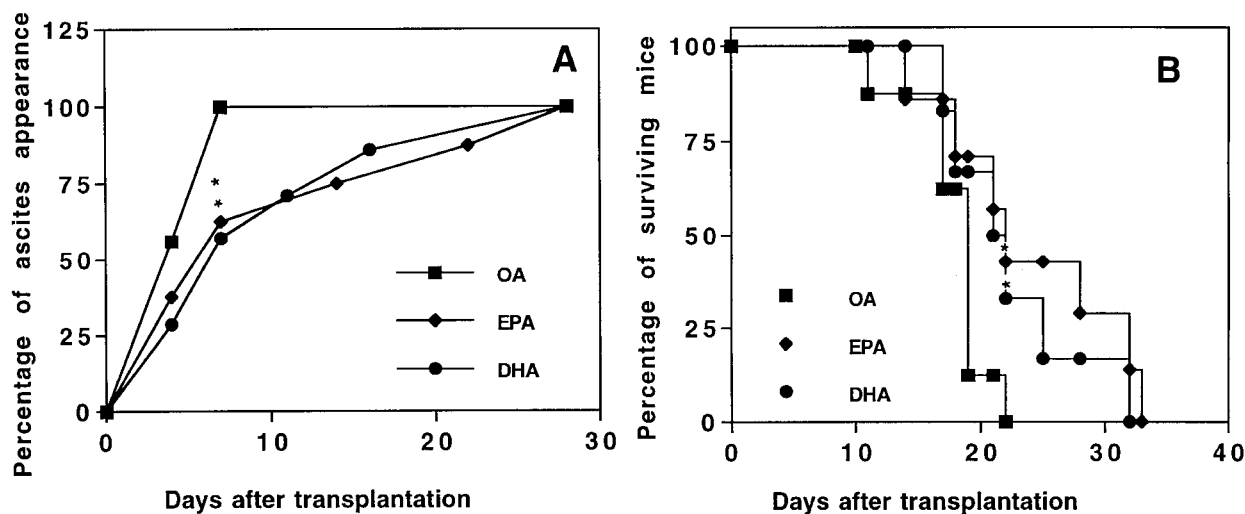 Percentage of ascites appearance
125
100
75
50
25
0
0 10 20 30
Days after transplantation
A
*
*
OA
EPA
DHA
Percentage of surviving mice
100
75
50
25
0
0 10 20 30 40
Days after transplantation
B
*
*
OA
EPA
DHA